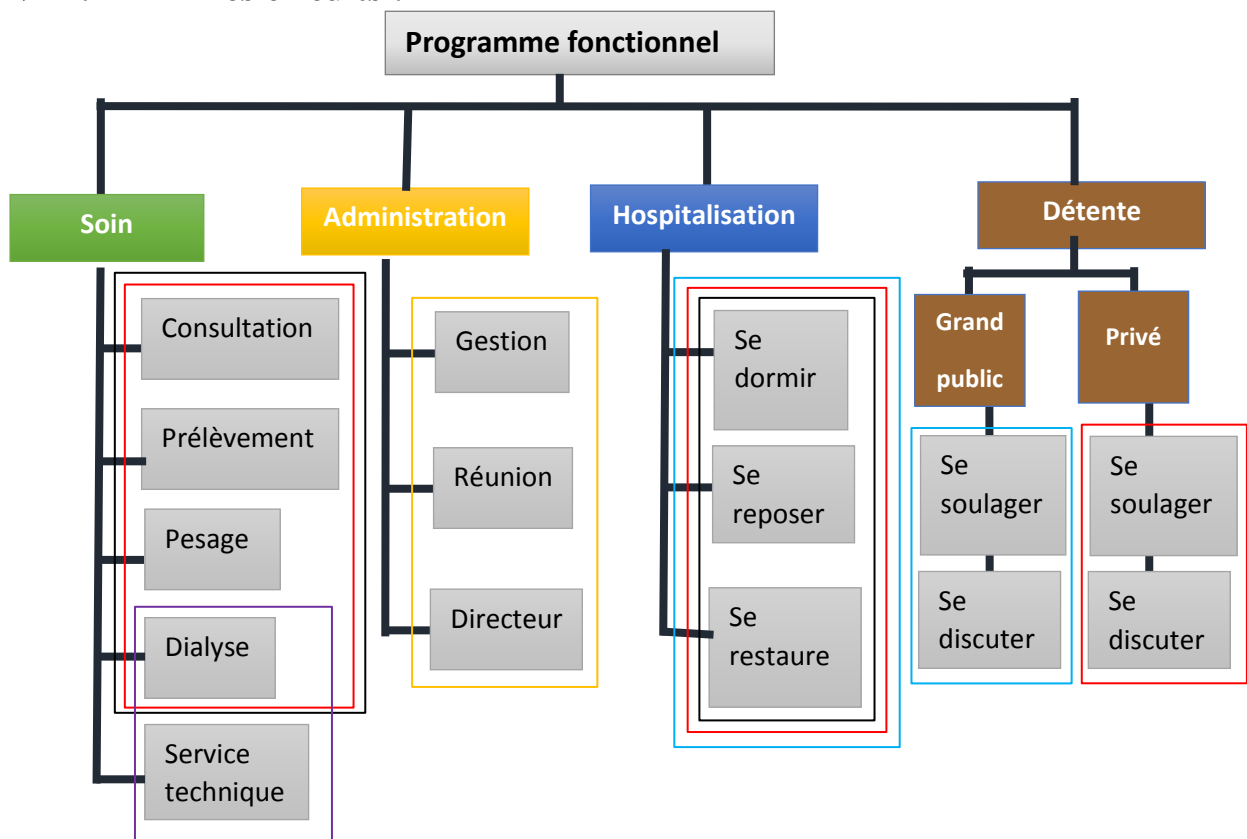 Programme fonctionnel
Soin
Administration
Hospitalisation
Détente
Grand
public
Privé
Consultation
Prélèvement
Pesage
Dialyse
Service
technique
Gestion
Réunion
Directeur
Se
dormir
Se
reposer
Se
restaure
Se
soulager
Se
discuter
Se
soulager
Se
discuter